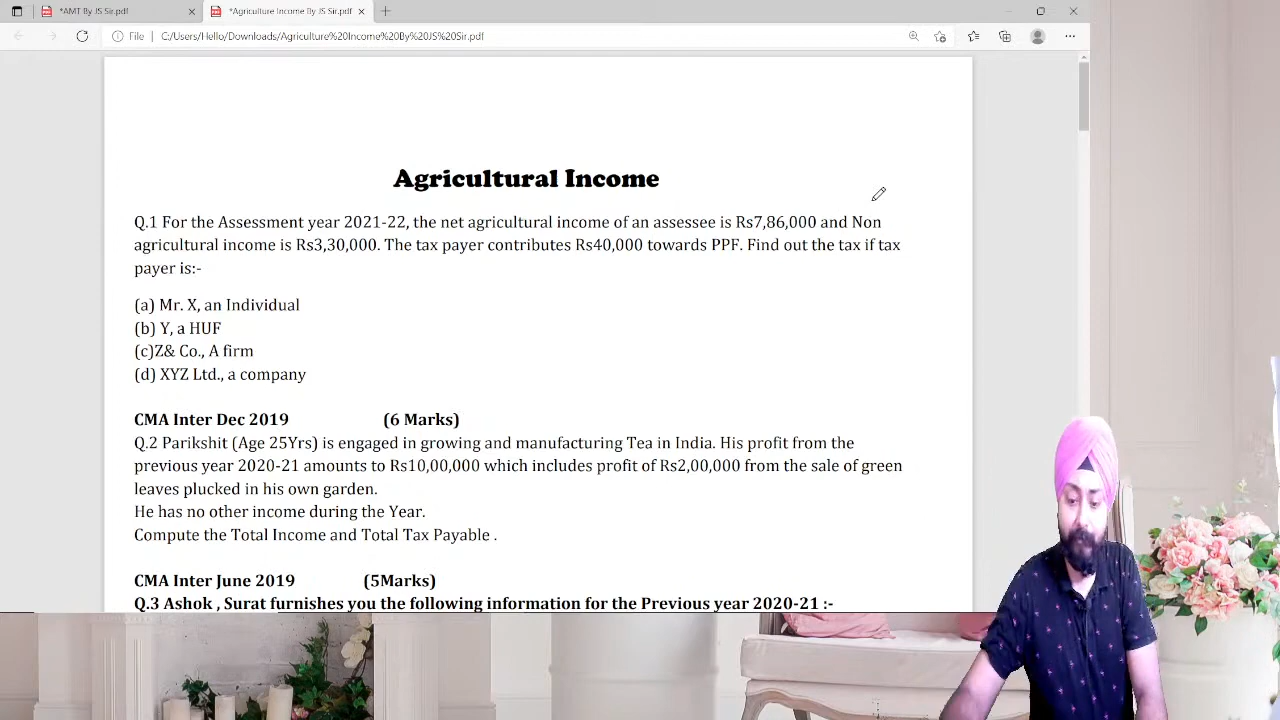 *AMT By JS Sir.pdf
*Agriculture Income By JS Sir.pdf
File
C:/Users/Hello/Downloads/Agriculture%20Income%20By%20JS%20Sir.pdf
Agricultural Income
Q.1 For the Assessment year 2021-22, the net agricultural income of an assessee is Rs7,86,000 and Non
agricultural income is Rs3,30,000. The tax payer contributes Rs40,000 towards PPF. Find out the tax if tax
payer is:-
(a) Mr. X, an Individual
(b) Y, a HUF
(c)Z& Co., A firm
(d) XYZ Ltd., a company
CMA Inter Dec 2019 (6 Marks)
Q.2 Parikshit (Age 25Yrs) is engaged in growing and manufacturing Tea in India. His profit from the
previous year 2020-21 amounts to Rs10,00,000 which includes profit of Rs2,00,000 from the sale of green
leaves plucked in his own garden.
He has no other income during the Year.
Compute the Total Income and Total Tax Payable .
CMA Inter June 2019 (5Marks)
Q.3 Ashok , Surat furnishes you the following information for the Previous year 2020-21 :-